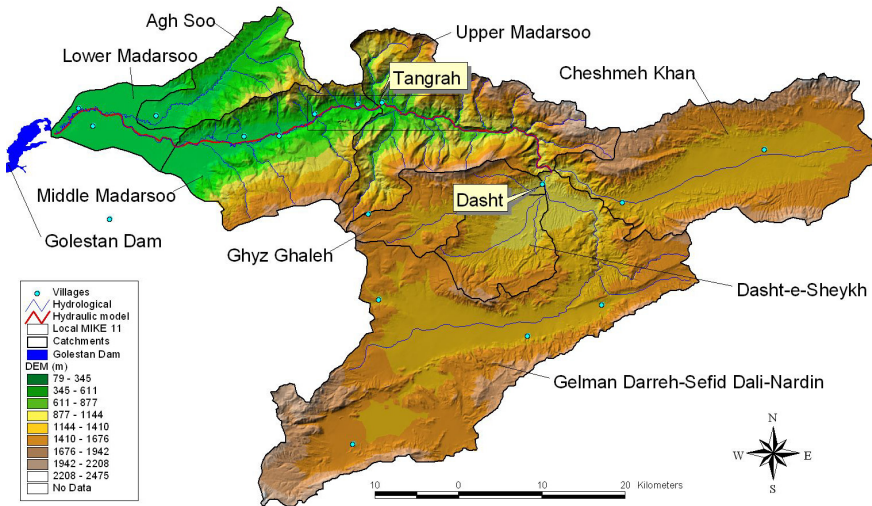 Agh Soo
Upper Madarsoo
Lower Madarsoo
Cheshmeh Khan
Tangrah
Middle Madarsoo
Dasht
Golestan Dam
Ghyz Ghaleh
Dasht-e-Sheykh
Gelman Darreh-Sefid Dali-Nardin
Villages
Hydrological
Hydraulic model
Local MIKE 11
Catchments
Golestan Dam
DEM (m)
79 - 345
345 - 611
611 - 877
877 - 1144
1144 - 1410
1410 - 1676
1676 - 1942
1942 - 2208
2208 - 2475
No Data
N
W E
S
10 0 10 20 Kilometers